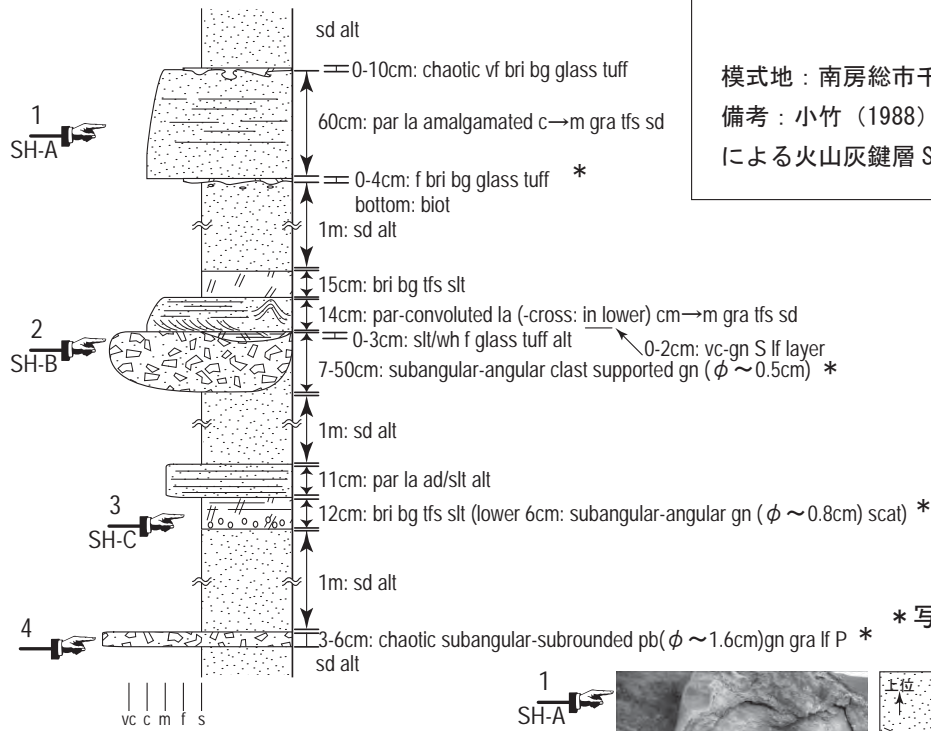 sd alt
0-10cm: chaotic vf bri bg glass tuff
1
SH-A
60cm: par la amalgamated c→m gra tfs sd
0-4cm: f bri bg glass tuff *
bottom: biot
1m: sd alt
15cm: bri bg tfs slt
14cm: par-convoluted la (-cross: in lower) cm→m gra tfs sd
2
SH-B
0-3cm: slt/wh f glass tuff alt
0-2cm: vc-gn S lf layer
7-50cm: subangular-angular clast supported gn (φ～0.5cm) *
1m: sd alt
11cm: par la ad/slt alt
3
SH-C
12cm: bri bg tfs slt (lower 6cm: subangular-angular gn (φ～0.8cm) scat) *
1m: sd alt
4
3-6cm: chaotic subangular-subrounded pb(φ～1.6cm)gn gra lf P *
sd alt
vc c m f s
模式地：南房総市千
備考：小竹（1988）
による火山灰鍵層 S
* 写
1
SH-A
上位